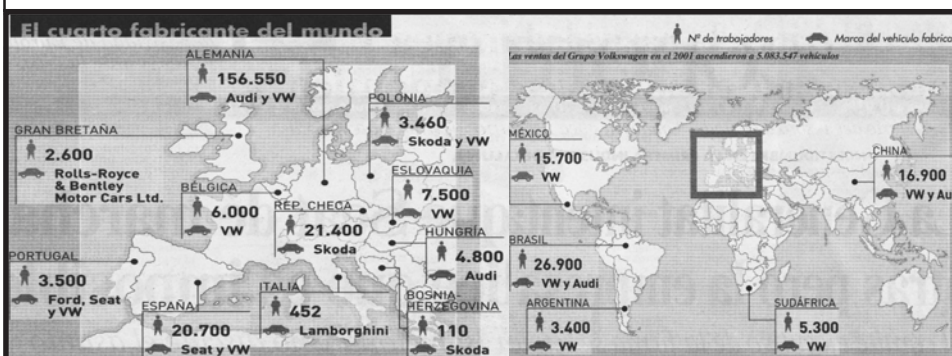 El cuarto fabricante del mundo
Nº de trabajadores
Marca del vehículo fabrica
Las ventas del Grupo Volkswagen en el 2001 ascendieron a 5.083.547 vehículos
ALEMANIA
156.550
Audi y VW
POLONIA
3.460
Skoda y VW
GRAN BRETAÑA
2.600
Rolls-Royce
& Bentley
Motor Cars Ltd.
BÉLGICA
6.000
VW
REP. CHECA
21.400
Skoda
ESLOVAQUIA
7.500
VW
HUNGRÍA
4.800
Audi
PORTUGAL
3.500
Ford, Seat
y VW
ESPAÑA
20.700
Seat y VW
ITALIA
452
Lamborghini
BOSNIA-
HERZEGOVINA
110
Skoda
MÉXICO
15.700
VW
CHINA
16.900
VW y Au
BRASIL
26.900
VW y Audi
ARGENTINA
3.400
VW
SUDÁFRICA
5.300
VW